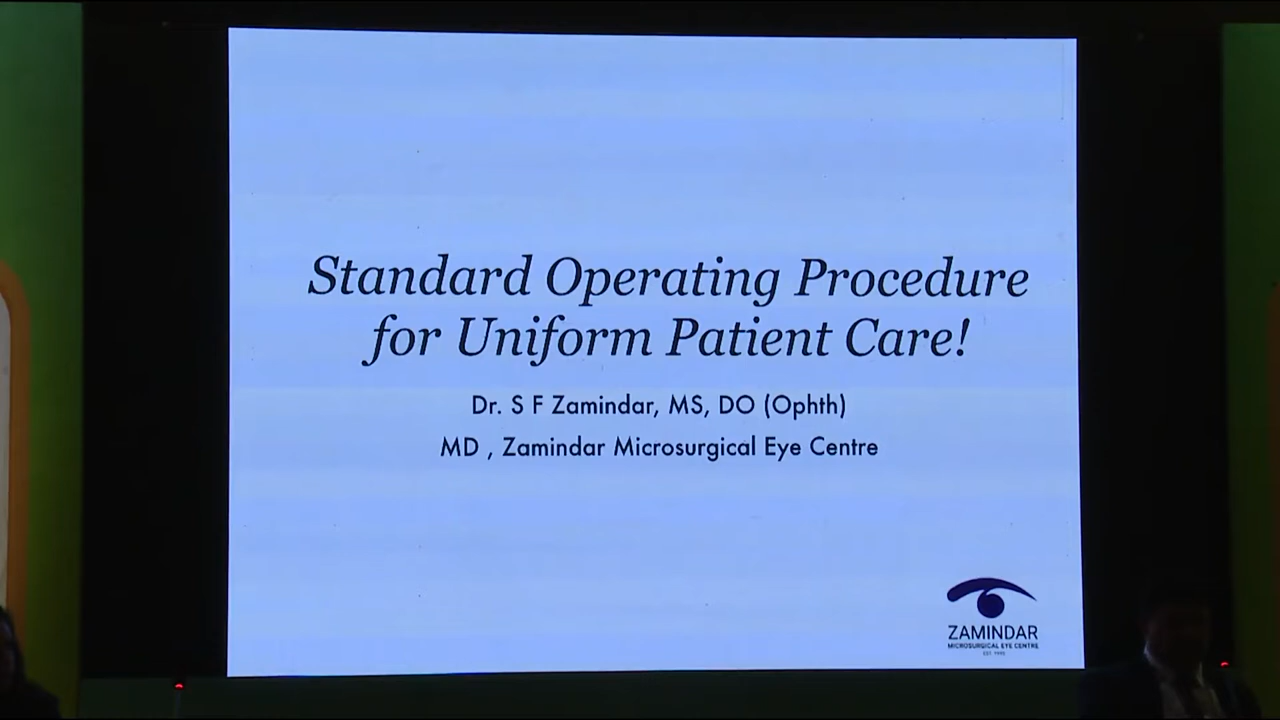 Standard Operating Procedure
for Uniform Patient Care!
Dr. S F Zamindar, MS, DO (Ophth)
MD , Zamindar Microsurgical Eye Centre
ZAMINDAR
MICROSURGICAL EYE CENTRE